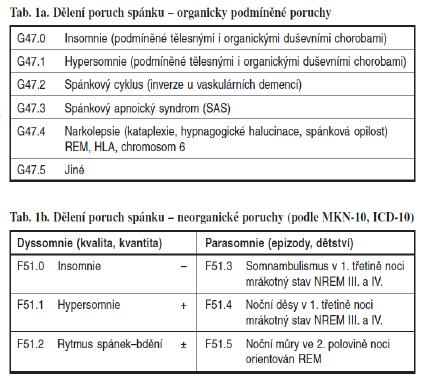 Tab. 1a. Dělení poruch spánku – organicky podmíněné poruchy
G47.0 Insomnie (podmíněné tělesnými i organickými duševními chorobami)
G47.1 Hypersomnie (podmíněné tělesnými i organickými duševními chorobami)
G47.2 Spánkový cyklus (inverze u vaskulárních demencí)
G47.3 Spánkový apnoický syndrom (SAS)
G47.4 Narkolepsie (kataplexie, hypnagogické halucinace, spánková opilost)
REM, HLA, chromosom 6
G47.5 Jiné
Tab. 1b. Dělení poruch spánku – neorganické poruchy (podle MKN-10, ICD-10)
Dyssomnie (kvalita, kvantita) Parasomnie (epizody, dětství)
F51.0 Insomnie – F51.3 Somnambulismus v 1. třetině noci
mrákotný stav NREM III. a IV.
F51.1 Hypersomnie + F51.4 Noční děsy v 1. třetině noci
mrákotný stav NREM III. a IV.
F51.2 Rytmus spánek–bdění ± F51.5 Noční můry ve 2. polovině noci
orientován REM